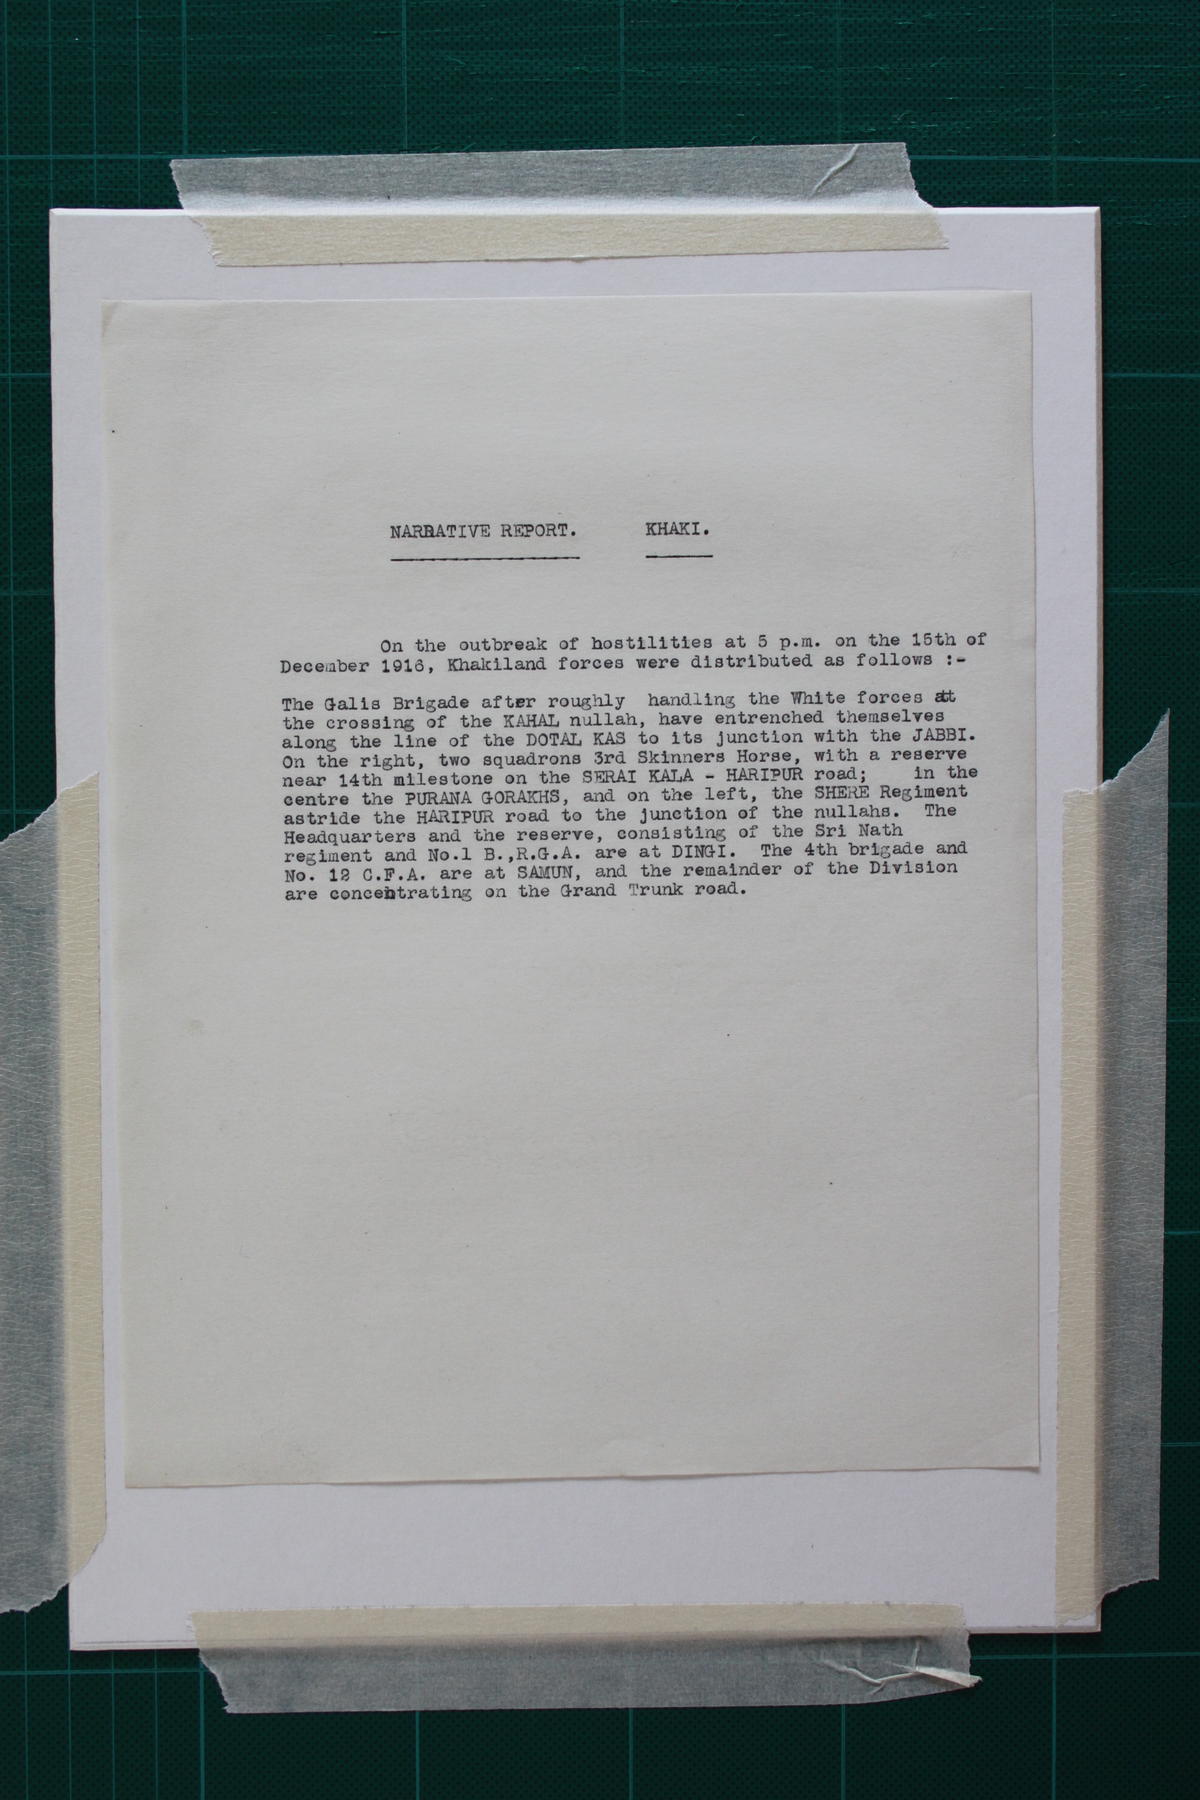 NARRATIVE REPORT. KHAKI.
On the outbreak of hostilities at 5 p.m. on the 15th of
December 1916, Khakiland forces were distributed as follows :-
The Galis Brigade after roughly handling the White forces at
the crossing of the KAHAL nullah, have entrenched themselves
along the line of the DOTAL KAS to its junction with the JABBI.
On the right, two squadrons 3rd Skinners Horse, with a reserve
near 14th milestone on the SERAI KALA - HARIPUR road; in the
centre the PURANA GORAKHS, and on the left, the SHERE Regiment
astride the HARIPUR road to the junction of the nullahs. The
Headquarters and the reserve, consisting of the Sri Nath
regiment and No.1 B.,R.G.A. are at DINGI. The 4th brigade and
No. 12 C.F.A. are at SAMUN, and the remainder of the Division
are concentrating on the Grand Trunk road.